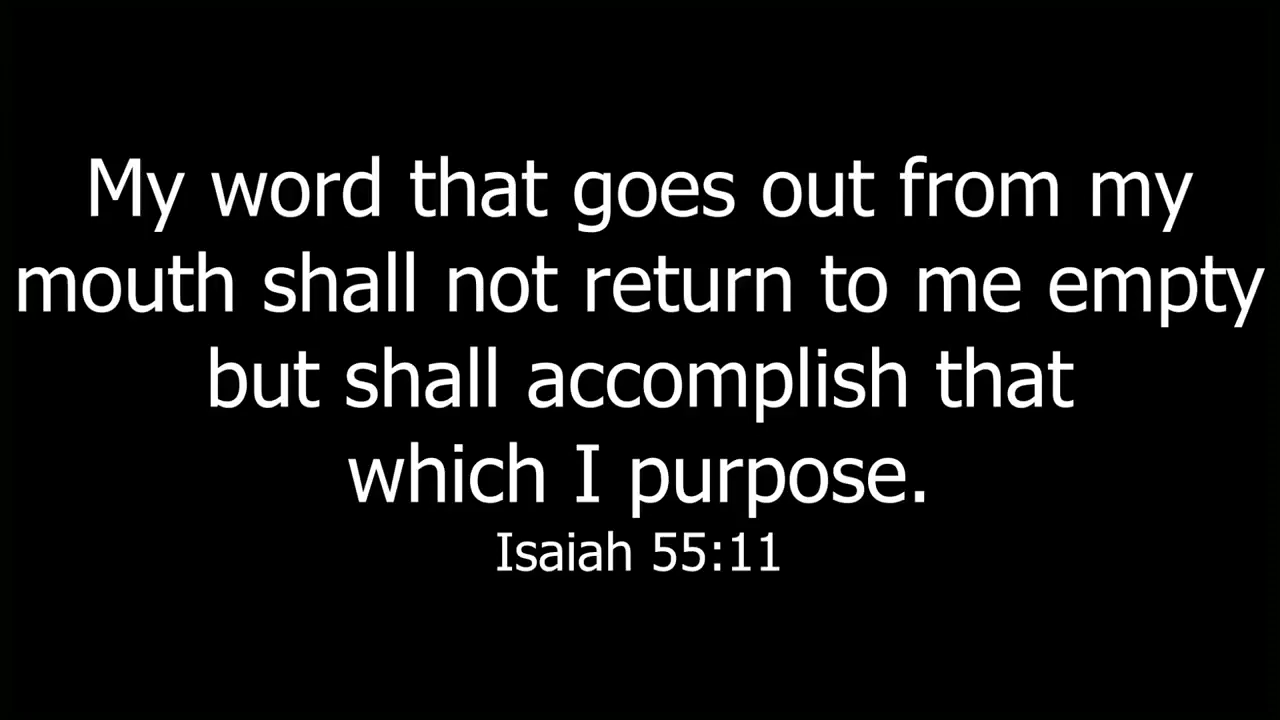 My word that goes out from my
mouth shall not return to me empty
but shall accomplish that
which I purpose.
Isaiah 55:11